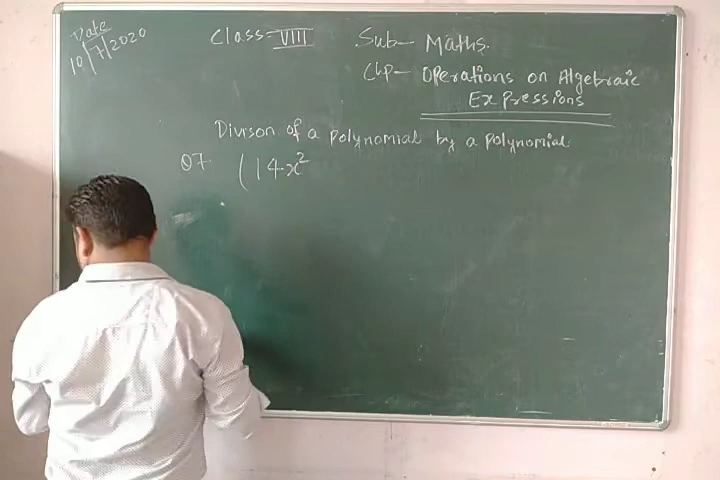 Date
10/7/2020
Class-VIII Sub- Maths.
Chp- Operations on Algebraic
Expressions
Divison of a polynomial by a polynomial.
07. (14x²